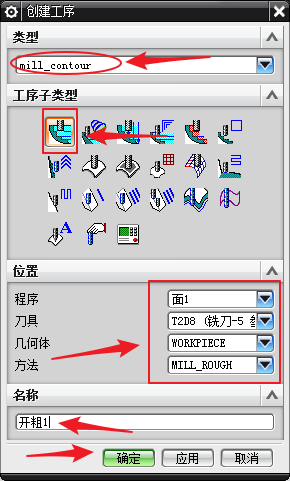 创建工序
类型
mill_contour
工序子类型
位置
程序 面1
刀具 T2D8 (铣刀-5 参
几何体 WORKPIECE
方法 MILL_ROUGH
名称
开粗1
确定 应用 取消